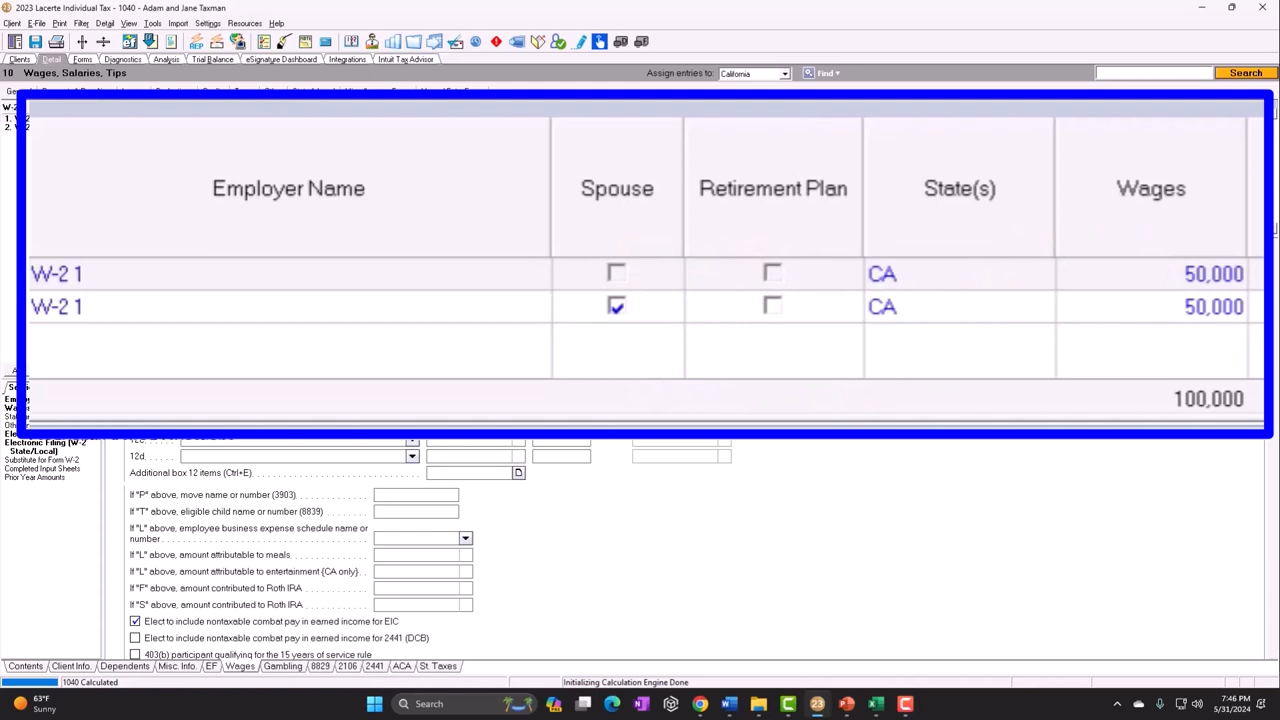 23 2023 Lacerte Individual Tax - 1040 - Adam and Jane Taxman
Client E-File Print Filter Detail View Tools Import Settings Resources Help
Clients Detail Forms Diagnostics Analysis Trial Balance eSignature Dashboard Integrations Intuit Tax Advisor
10 Wages, Salaries, Tips Assign entries to: California Find Search
Employer Name Spouse Retirement Plan State(s) Wages
W-2 1 CA 50,000
W-2 1 CA 50,000
100,000
Electronic Filing (W-2
State/Local)
Substitute for Form W-2
Completed Input Sheets
Prior Year Amounts
12d.
Additional box 12 items (Ctrl+E)
If "P" above, move name or number (3903)
If "T" above, eligible child name or number (8839)
If "L" above, employee business expense schedule name or
number
If "L" above, amount attributable to meals
If "L" above, amount attributable to entertainment {CA only}
If "F" above, amount contributed to Roth IRA
If "S" above, amount contributed to Roth IRA
Elect to include nontaxable combat pay in earned income for EIC
Elect to include nontaxable combat pay in earned income for 2441 (DCB)
403(b) participant qualifying for the 15 years of service rule
Contents Client Info. Dependents Misc. Info. EF Wages Gambling 8829 2106 2441 ACA St. Taxes
1040 Calculated Initializing Calculation Engine Done
63°F
Sunny
Search
23
7:46 PM
5/31/2024